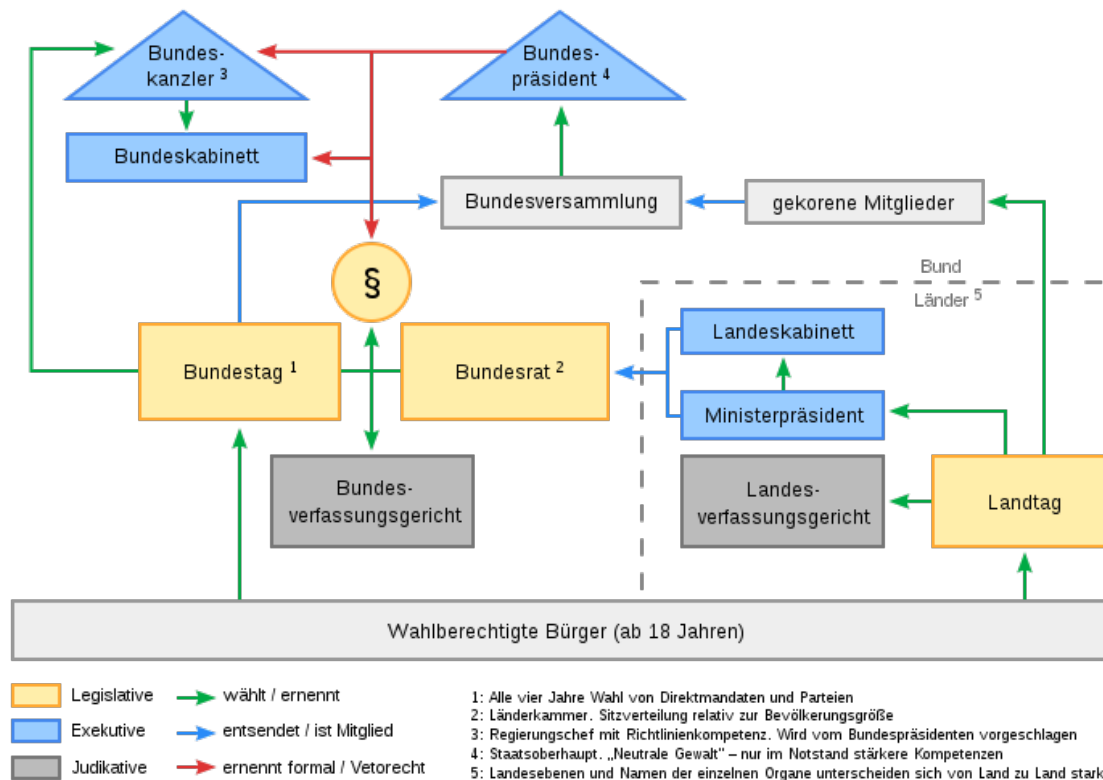 Bundes-
kanzler 3
Bundes-
präsident 4
Bundeskabinett
Bundesversammlung
gekorene Mitglieder
§
Bund
Länder 5
Bundestag 1
Bundesrat 2
Landeskabinett
Ministerpräsident
Bundes-
verfassungsgericht
Landes-
verfassungsgericht
Landtag
Wahlberechtigte Bürger (ab 18 Jahren)
Legislative
wählt / ernennt
Exekutive
entsendet / ist Mitglied
Judikative
ernennt formal / Vetorecht
1: Alle vier Jahre Wahl von Direktmandaten und Parteien
2: Länderkammer. Sitzverteilung relativ zur Bevölkerungsgröße
3: Regierungschef mit Richtlinienkompetenz. Wird vom Bundespräsidenten vorgeschlagen
4: Staatsoberhaupt. „Neutrale Gewalt" – nur im Notstand stärkere Kompetenzen
5: Landesebenen und Namen der einzelnen Organe unterscheiden sich von Land zu Land stark